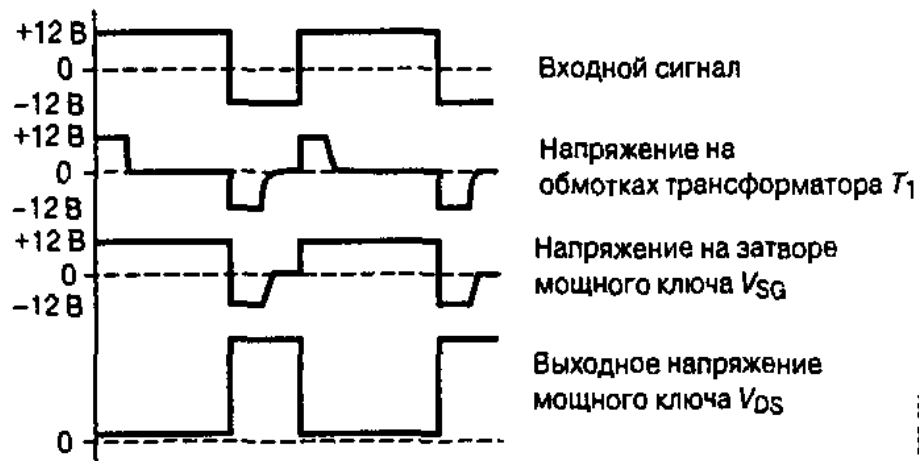 +12 В
0
−12 В
Входной сигнал
+12 В
0
−12 В
Напряжение на
обмотках трансформатора T1
+12 В
0
−12 В
Напряжение на затворе
мощного ключа VSG
0
Выходное напряжение
мощного ключа VDS